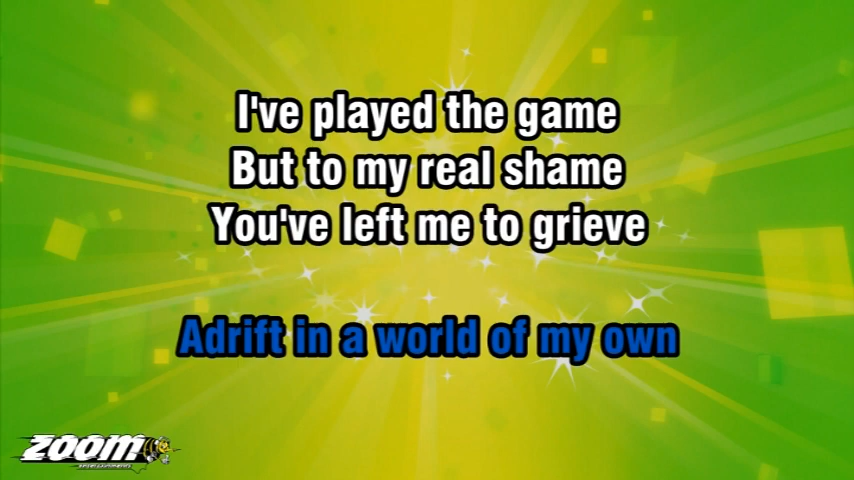 I've played the game
But to my real shame
You've left me to grieve
Adrift in a world of my own
ZOOM